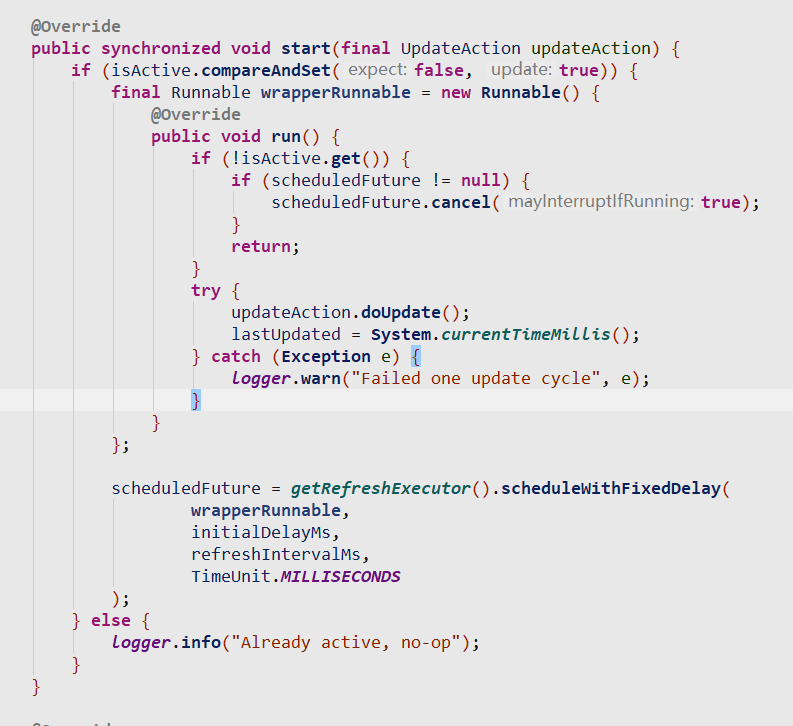 @Override
public synchronized void start(final UpdateAction updateAction) {
if (isActive.compareAndSet( expect: false, update: true)) {
final Runnable wrapperRunnable = new Runnable() {
@Override
public void run() {
if (!isActive.get()) {
if (scheduledFuture != null) {
scheduledFuture.cancel( mayInterruptIfRunning: true);
}
return;
}
try {
updateAction.doUpdate();
lastUpdated = System.currentTimeMillis();
} catch (Exception e) {
logger.warn("Failed one update cycle", e);
}
}
};
scheduledFuture = getRefreshExecutor().scheduleWithFixedDelay(
wrapperRunnable,
initialDelayMs,
refreshIntervalMs,
TimeUnit.MILLISECONDS
);
} else {
logger.info("Already active, no-op");
}
}